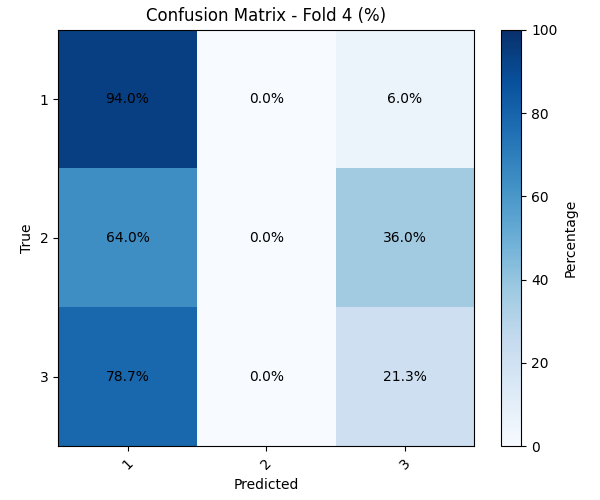 Confusion Matrix - Fold 4 (%)
100
1 94.0% 0.0% 6.0%
80
60
True 2 64.0% 0.0% 36.0% Percentage
40
3 78.7% 0.0% 21.3%
20
0
1 2 3
Predicted